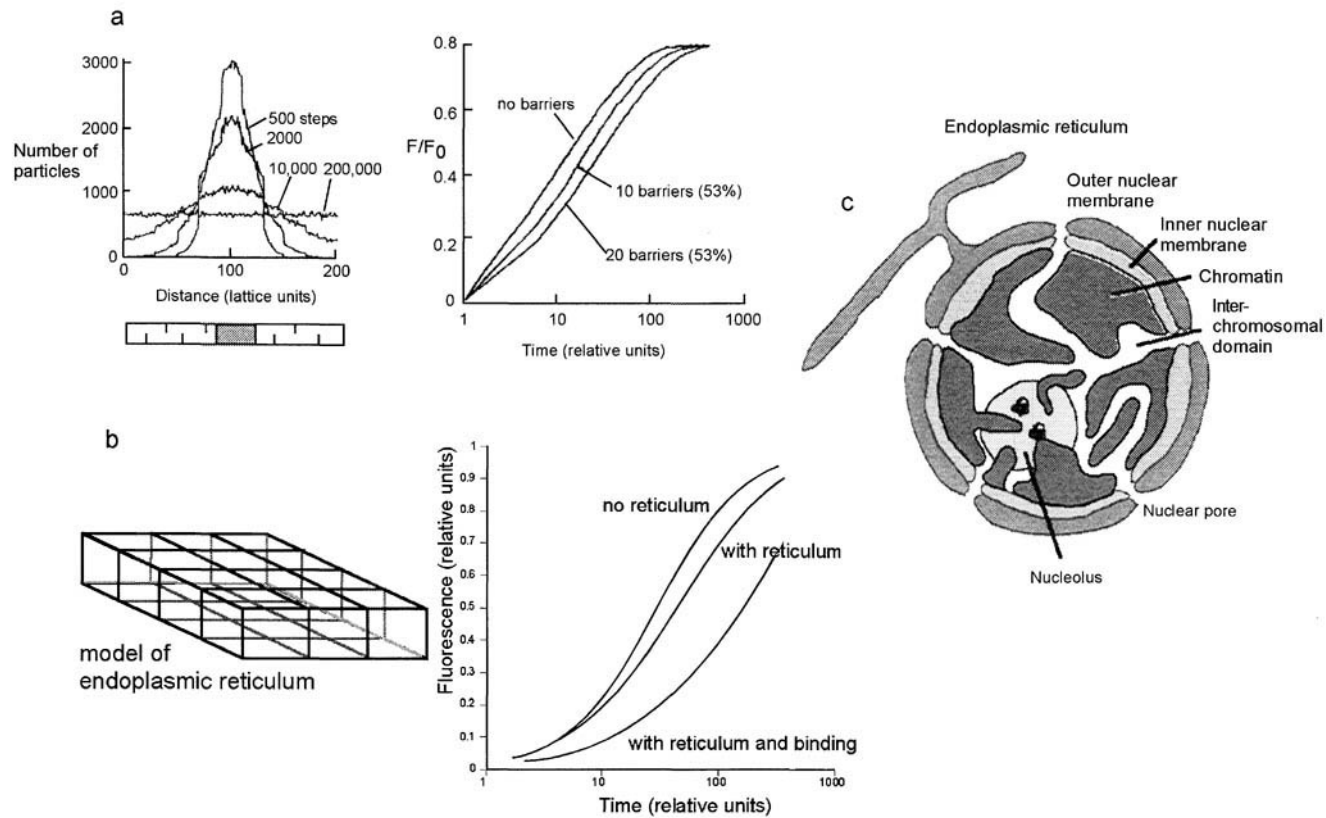 a
3000
2000
1000
0
Number of
particles
500 steps
2000
10,000
200,000
0
100
200
Distance (lattice units)
0.8
0.6
F/F0
0.4
0.2
0
no barriers
10 barriers (53%)
20 barriers (53%)
1
10
100
1000
Time (relative units)
b
model of
endoplasmic reticulum
Fluorescence (relative units)
1
0.9
0.8
0.7
0.6
0.5
0.4
0.3
0.2
0.1
0
no reticulum
with reticulum
with reticulum and binding
1
10
100
1000
Time (relative units)
c
Endoplasmic reticulum
Outer nuclear
membrane
Inner nuclear
membrane
Chromatin
Inter-
chromosomal
domain
Nuclear pore
Nucleolus